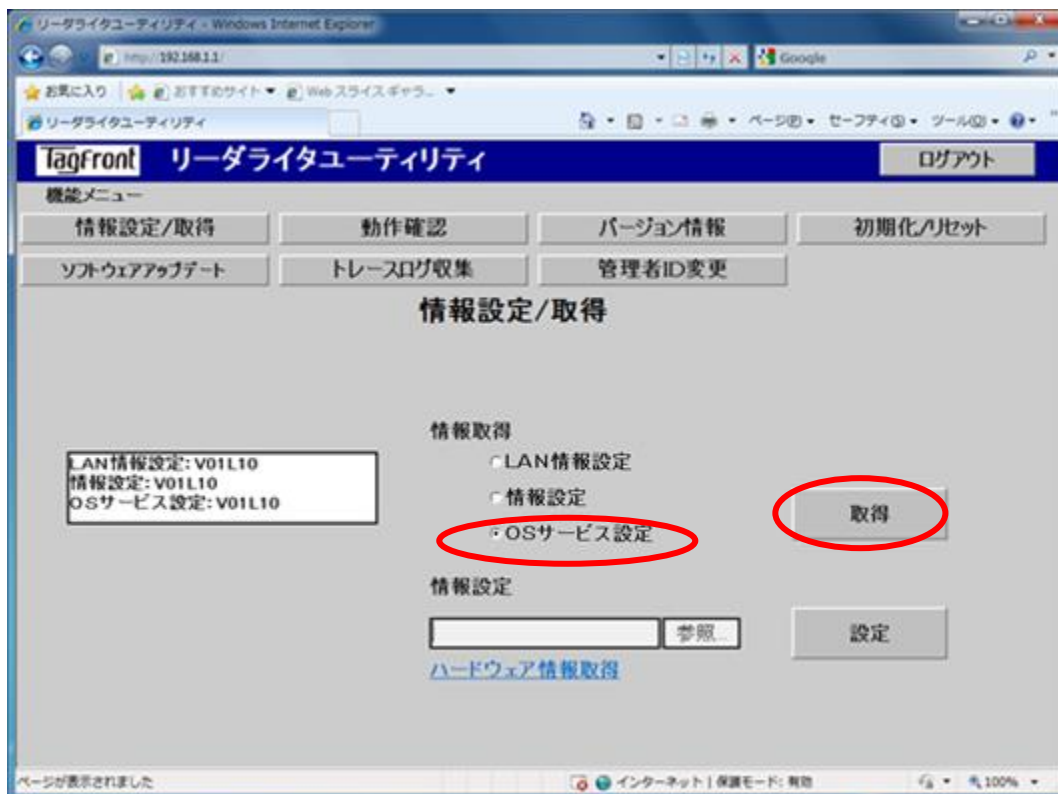 リーダライタユーティリティ - Windows Internet Explorer
http://192.168.1.1/
Google
お気に入り おすすめサイト Web スライス ギャラ...
リーダライタユーティリティ
ページ(P) セーフティ(S) ツール(O)
TagFront リーダライタユーティリティ ログアウト
機能メニュー
情報設定/取得 動作確認 バージョン情報 初期化/リセット
ソフトウェアアップデート トレースログ収集 管理者ID変更
情報設定/取得
情報取得
LAN情報設定
LAN情報設定: V01L10
情報設定: V01L10
OSサービス設定: V01L10
情報設定
OSサービス設定
取得
情報設定
参照...
設定
ハードウェア情報取得
ページが表示されました インターネット | 保護モード: 有効 100%